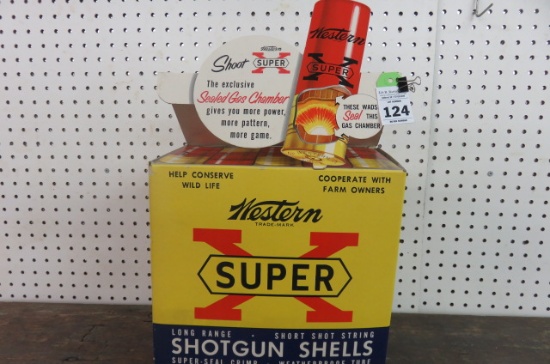 Western
Shoot SUPER X
The exclusive
Sealed Gas Chamber
gives you more power,
more pattern,
more game.
Western
SUPER
X
THESE WADS
Seal THIS
GAS CHAMBER
124
HELP CONSERVE
WILD LIFE
COOPERATE WITH
FARM OWNERS
Western
TRADE-MARK
SUPER
X
LONG RANGE · SHORT SHOT STRING
SHOTGUN SHELLS
SUPER-SEAL CRIMP · WEATHERPROOF TUBE